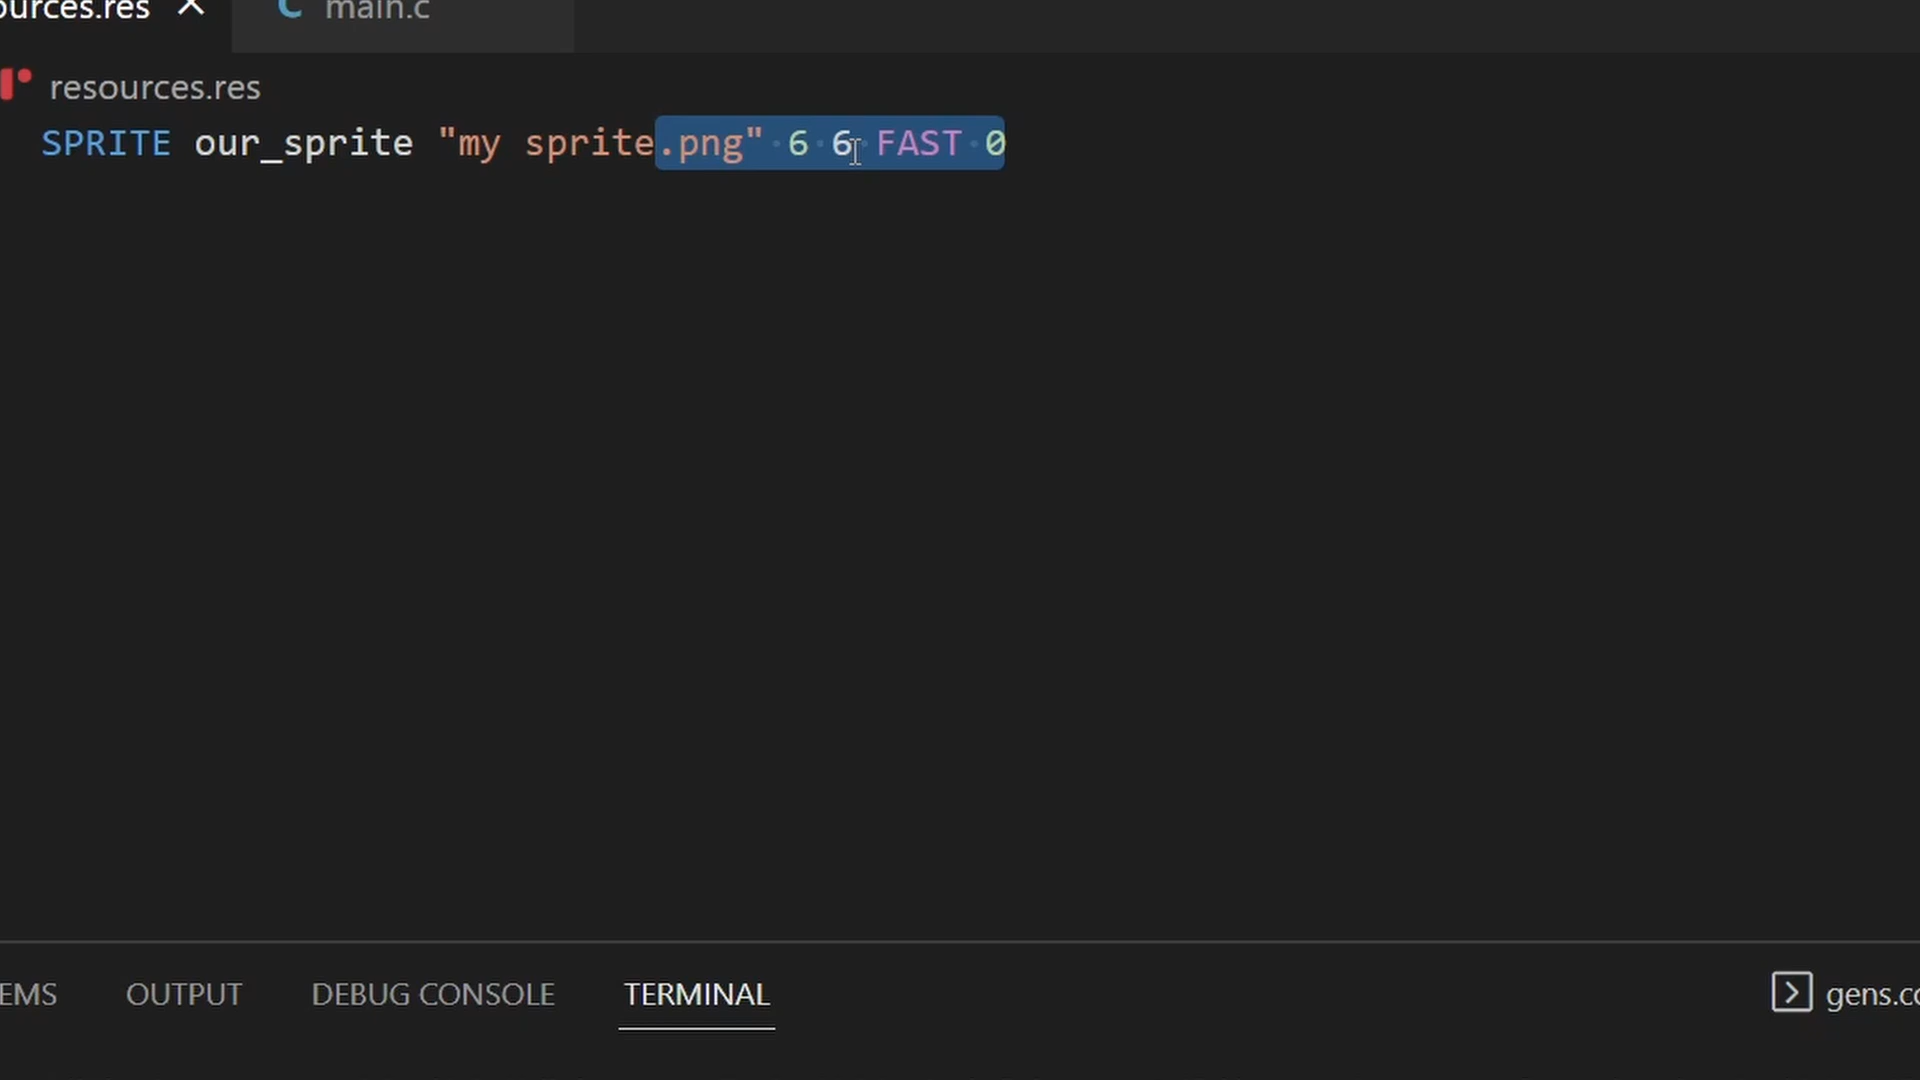 ources.res main.c
resources.res
SPRITE our_sprite "my sprite.png" 6 6 FAST 0
EMS OUTPUT DEBUG CONSOLE TERMINAL gens.co